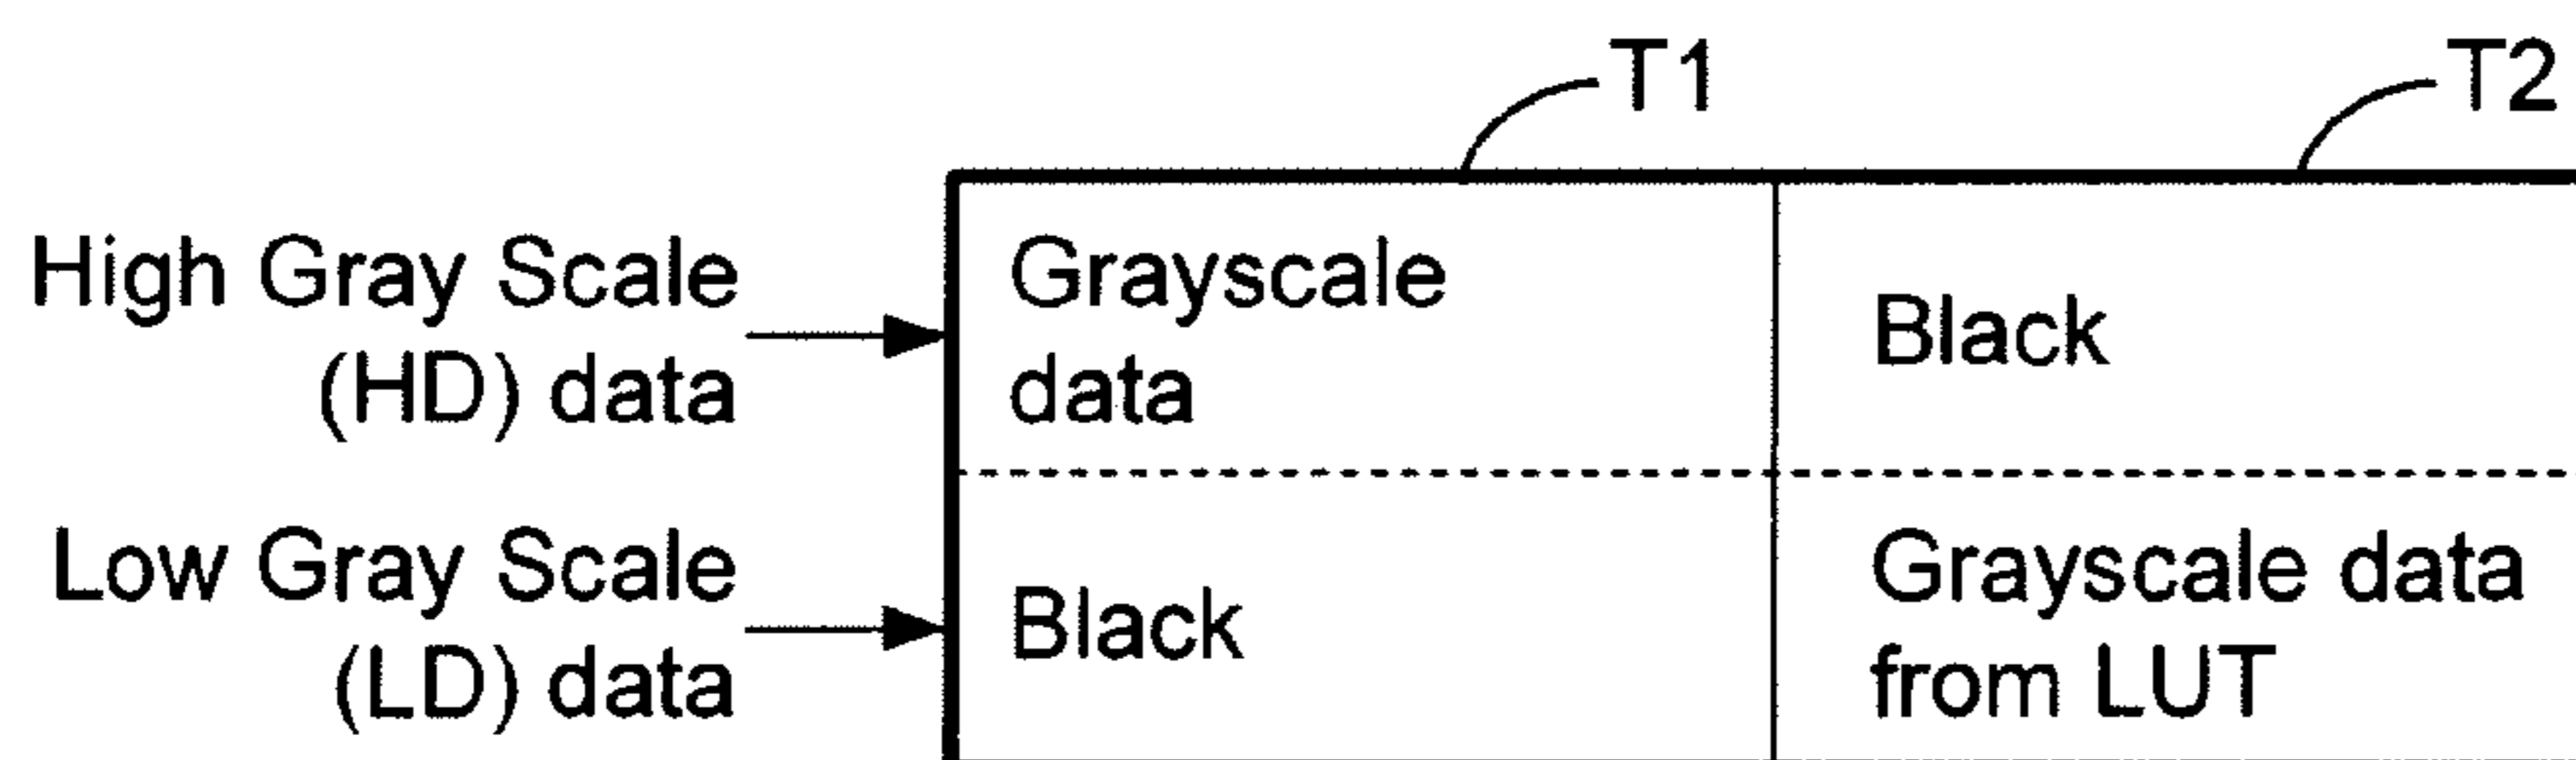 T1
T2
High Gray Scale
(HD) data
Grayscale
data
Black
Low Gray Scale
(LD) data
Black
Grayscale data
from LUT